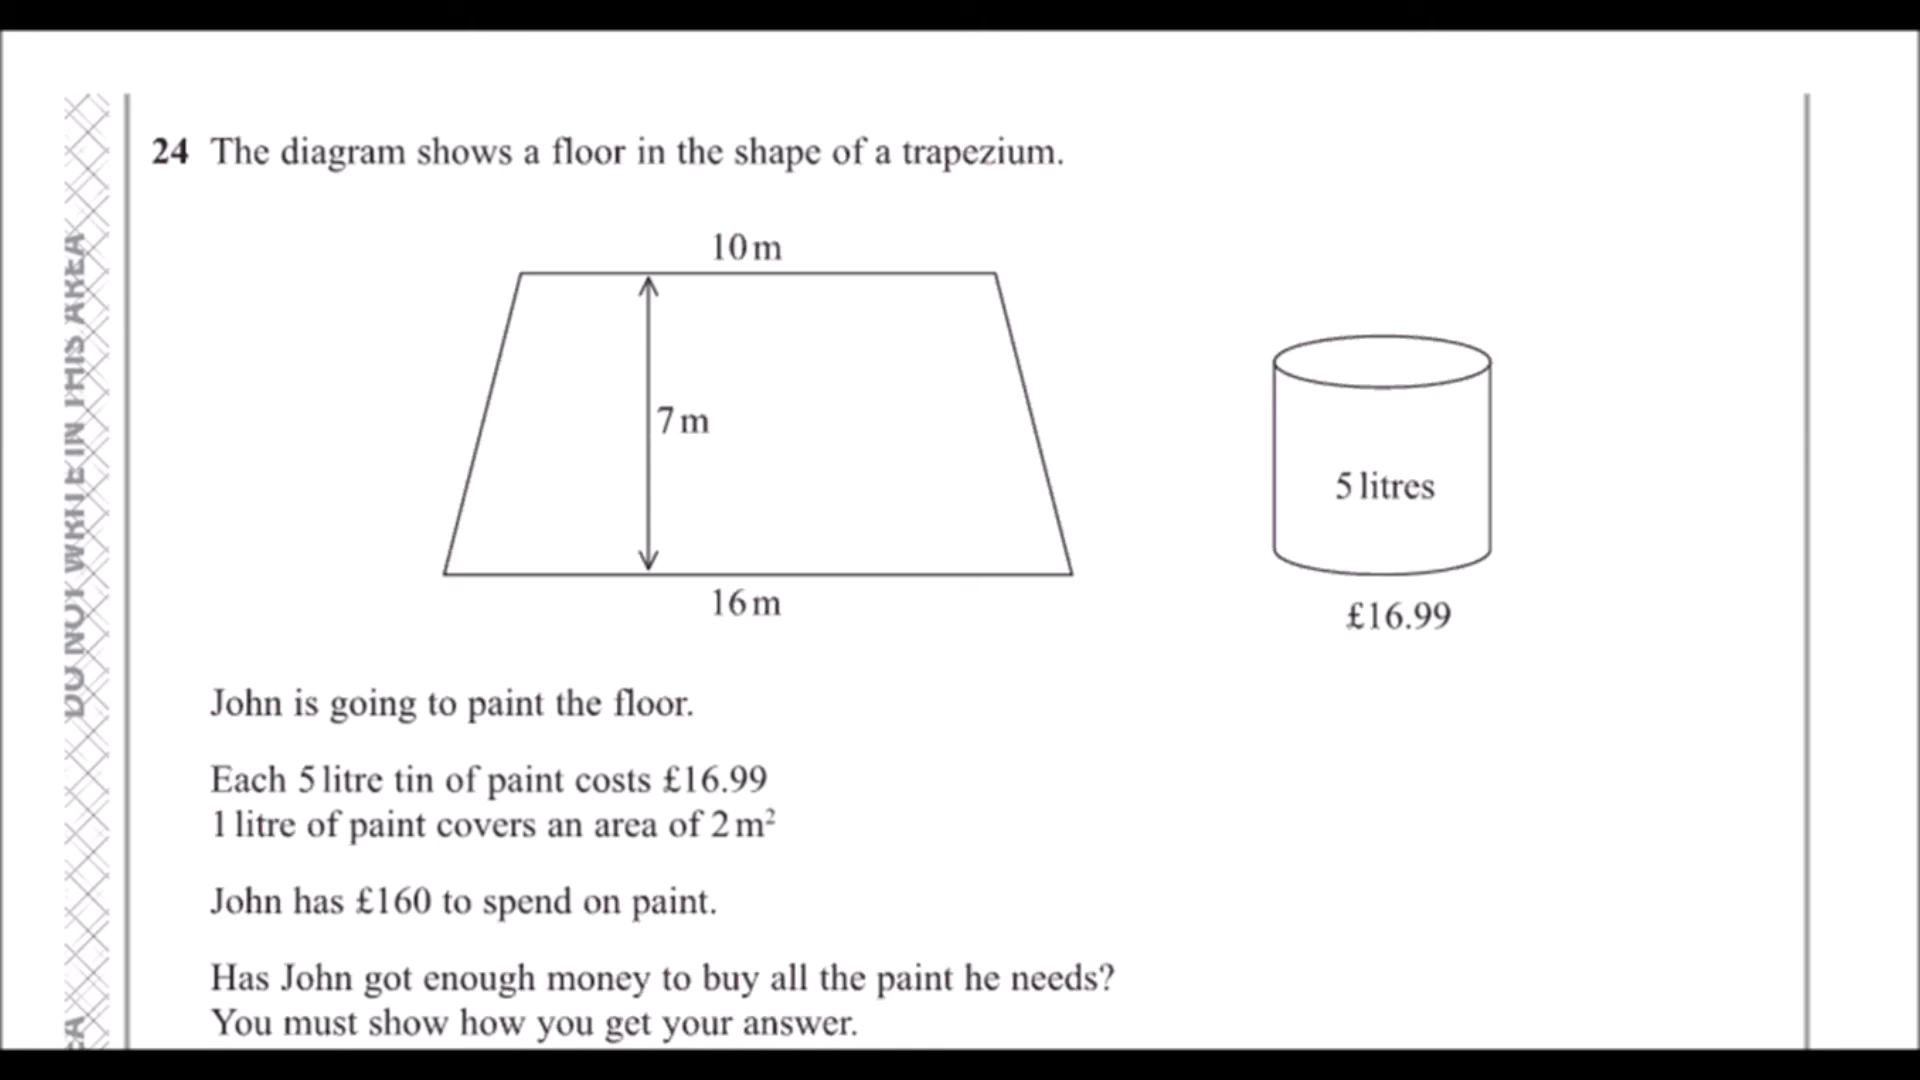 24 The diagram shows a floor in the shape of a trapezium.
10 m
7 m
16 m
5 litres
£16.99
John is going to paint the floor.
Each 5 litre tin of paint costs £16.99
1 litre of paint covers an area of 2 m²
John has £160 to spend on paint.
Has John got enough money to buy all the paint he needs?
You must show how you get your answer.
DO NOT WRITE IN THIS AREA